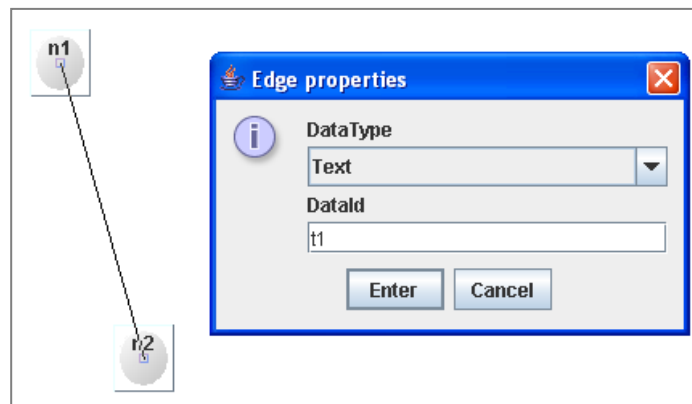 n1
Edge properties
DataType
Text
DataId
t1
Enter Cancel
n2